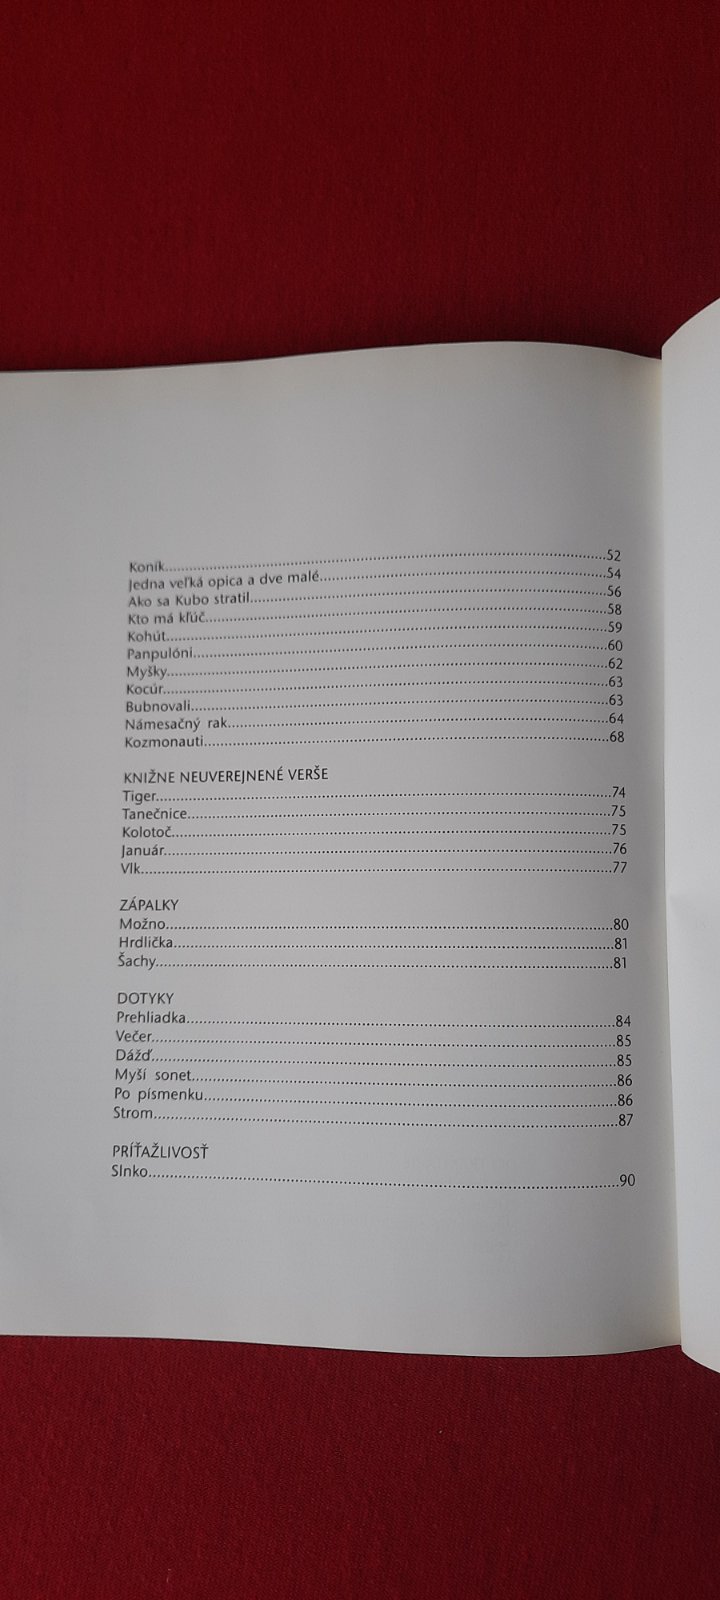 Koník....................52
Jedna veľká opica a dve malé....................54
Ako sa Kubo stratil....................56
Kto má kľúč....................58
Kohút....................59
Panpulóni....................60
Myšky....................62
Kocúr....................63
Bubnovali....................63
Námesačný rak....................64
Kozmonauti....................68
KNIŽNE NEUVEREJNENÉ VERŠE
Tiger....................74
Tanečnice....................75
Kolotoč....................75
Január....................76
Vlk....................77
ZÁPALKY
Možno....................80
Hrdlička....................81
Šachy....................81
DOTYKY
Prehliadka....................84
Večer....................85
Dážď....................85
Myší sonet....................86
Po písmenku....................86
Strom....................87
PRÍŤAŽLIVOSŤ
Slnko....................90